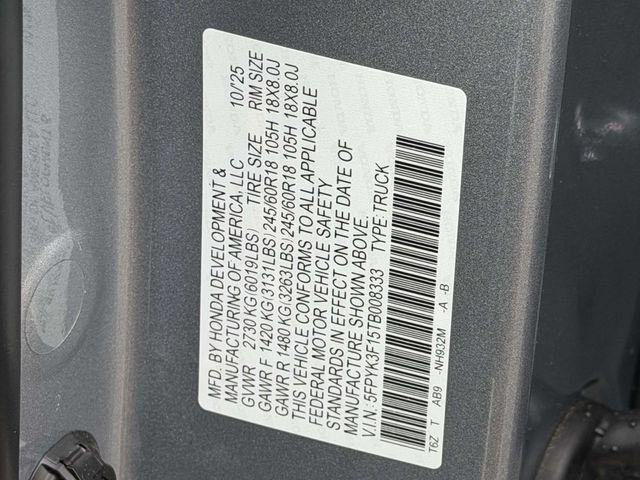 MFD. BY HONDA DEVELOPMENT & 10/'25
MANUFACTURING OF AMERICA, LLC
GVWR 2730 KG(6019LBS) TIRE SIZE RIM SIZE
GAWR F 1420 KG(3131LBS)245/60R18 105H 18X8.0J
GAWR R 1480 KG(3263LBS)245/60R18 105H 18X8.0J
THIS VEHICLE CONFORMS TO ALL APPLICABLE
FEDERAL MOTOR VEHICLE SAFETY
STANDARDS IN EFFECT ON THE DATE OF
MANUFACTURE SHOWN ABOVE.
V.I.N: 5FPYK3F15TB008333 TYPE: TRUCK
T6Z T AB9 -NH932M -A -B